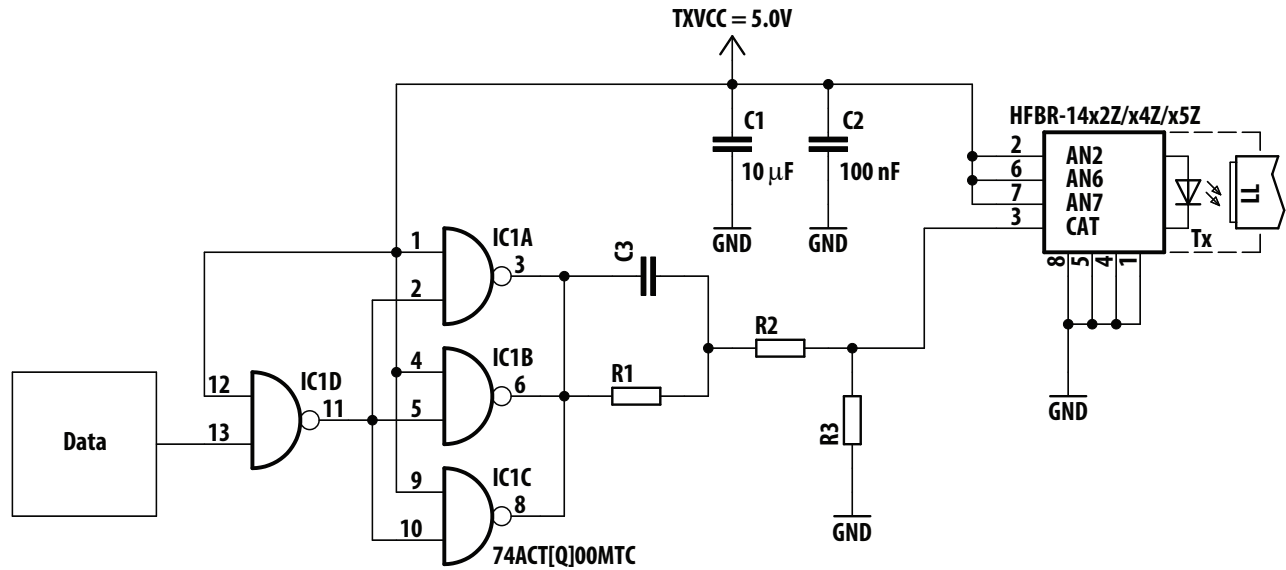 TXVCC = 5.0V
C1
10 μF
GND
C2
100 nF
GND
HFBR-14x2Z/x4Z/x5Z
2 AN2
6 AN6
7 AN7
3 CAT
Tx
LL
8 5 4 1
GND
IC1A
1
2
3
C3
IC1B
4
5
6
R1
R2
R3
GND
IC1D
12
13
11
Data
IC1C
9
10
8
74ACT[Q]00MTC